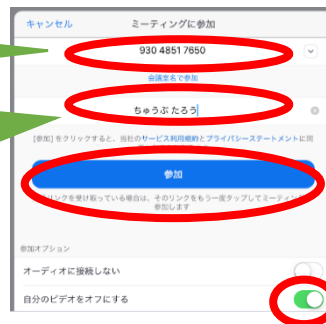 キャンセル ミーティングに参加
930 4851 7650
会議室名で参加
ちゅうぶ たろう
[参加] をクリックすると、当社のサービス利用規約とプライバシーステートメントに同
参加
リンクを受け取っている場合は、そのリンクをもう一度タップしてミーティング
参加します
参加オプション
オーディオに接続しない
自分のビデオをオフにする